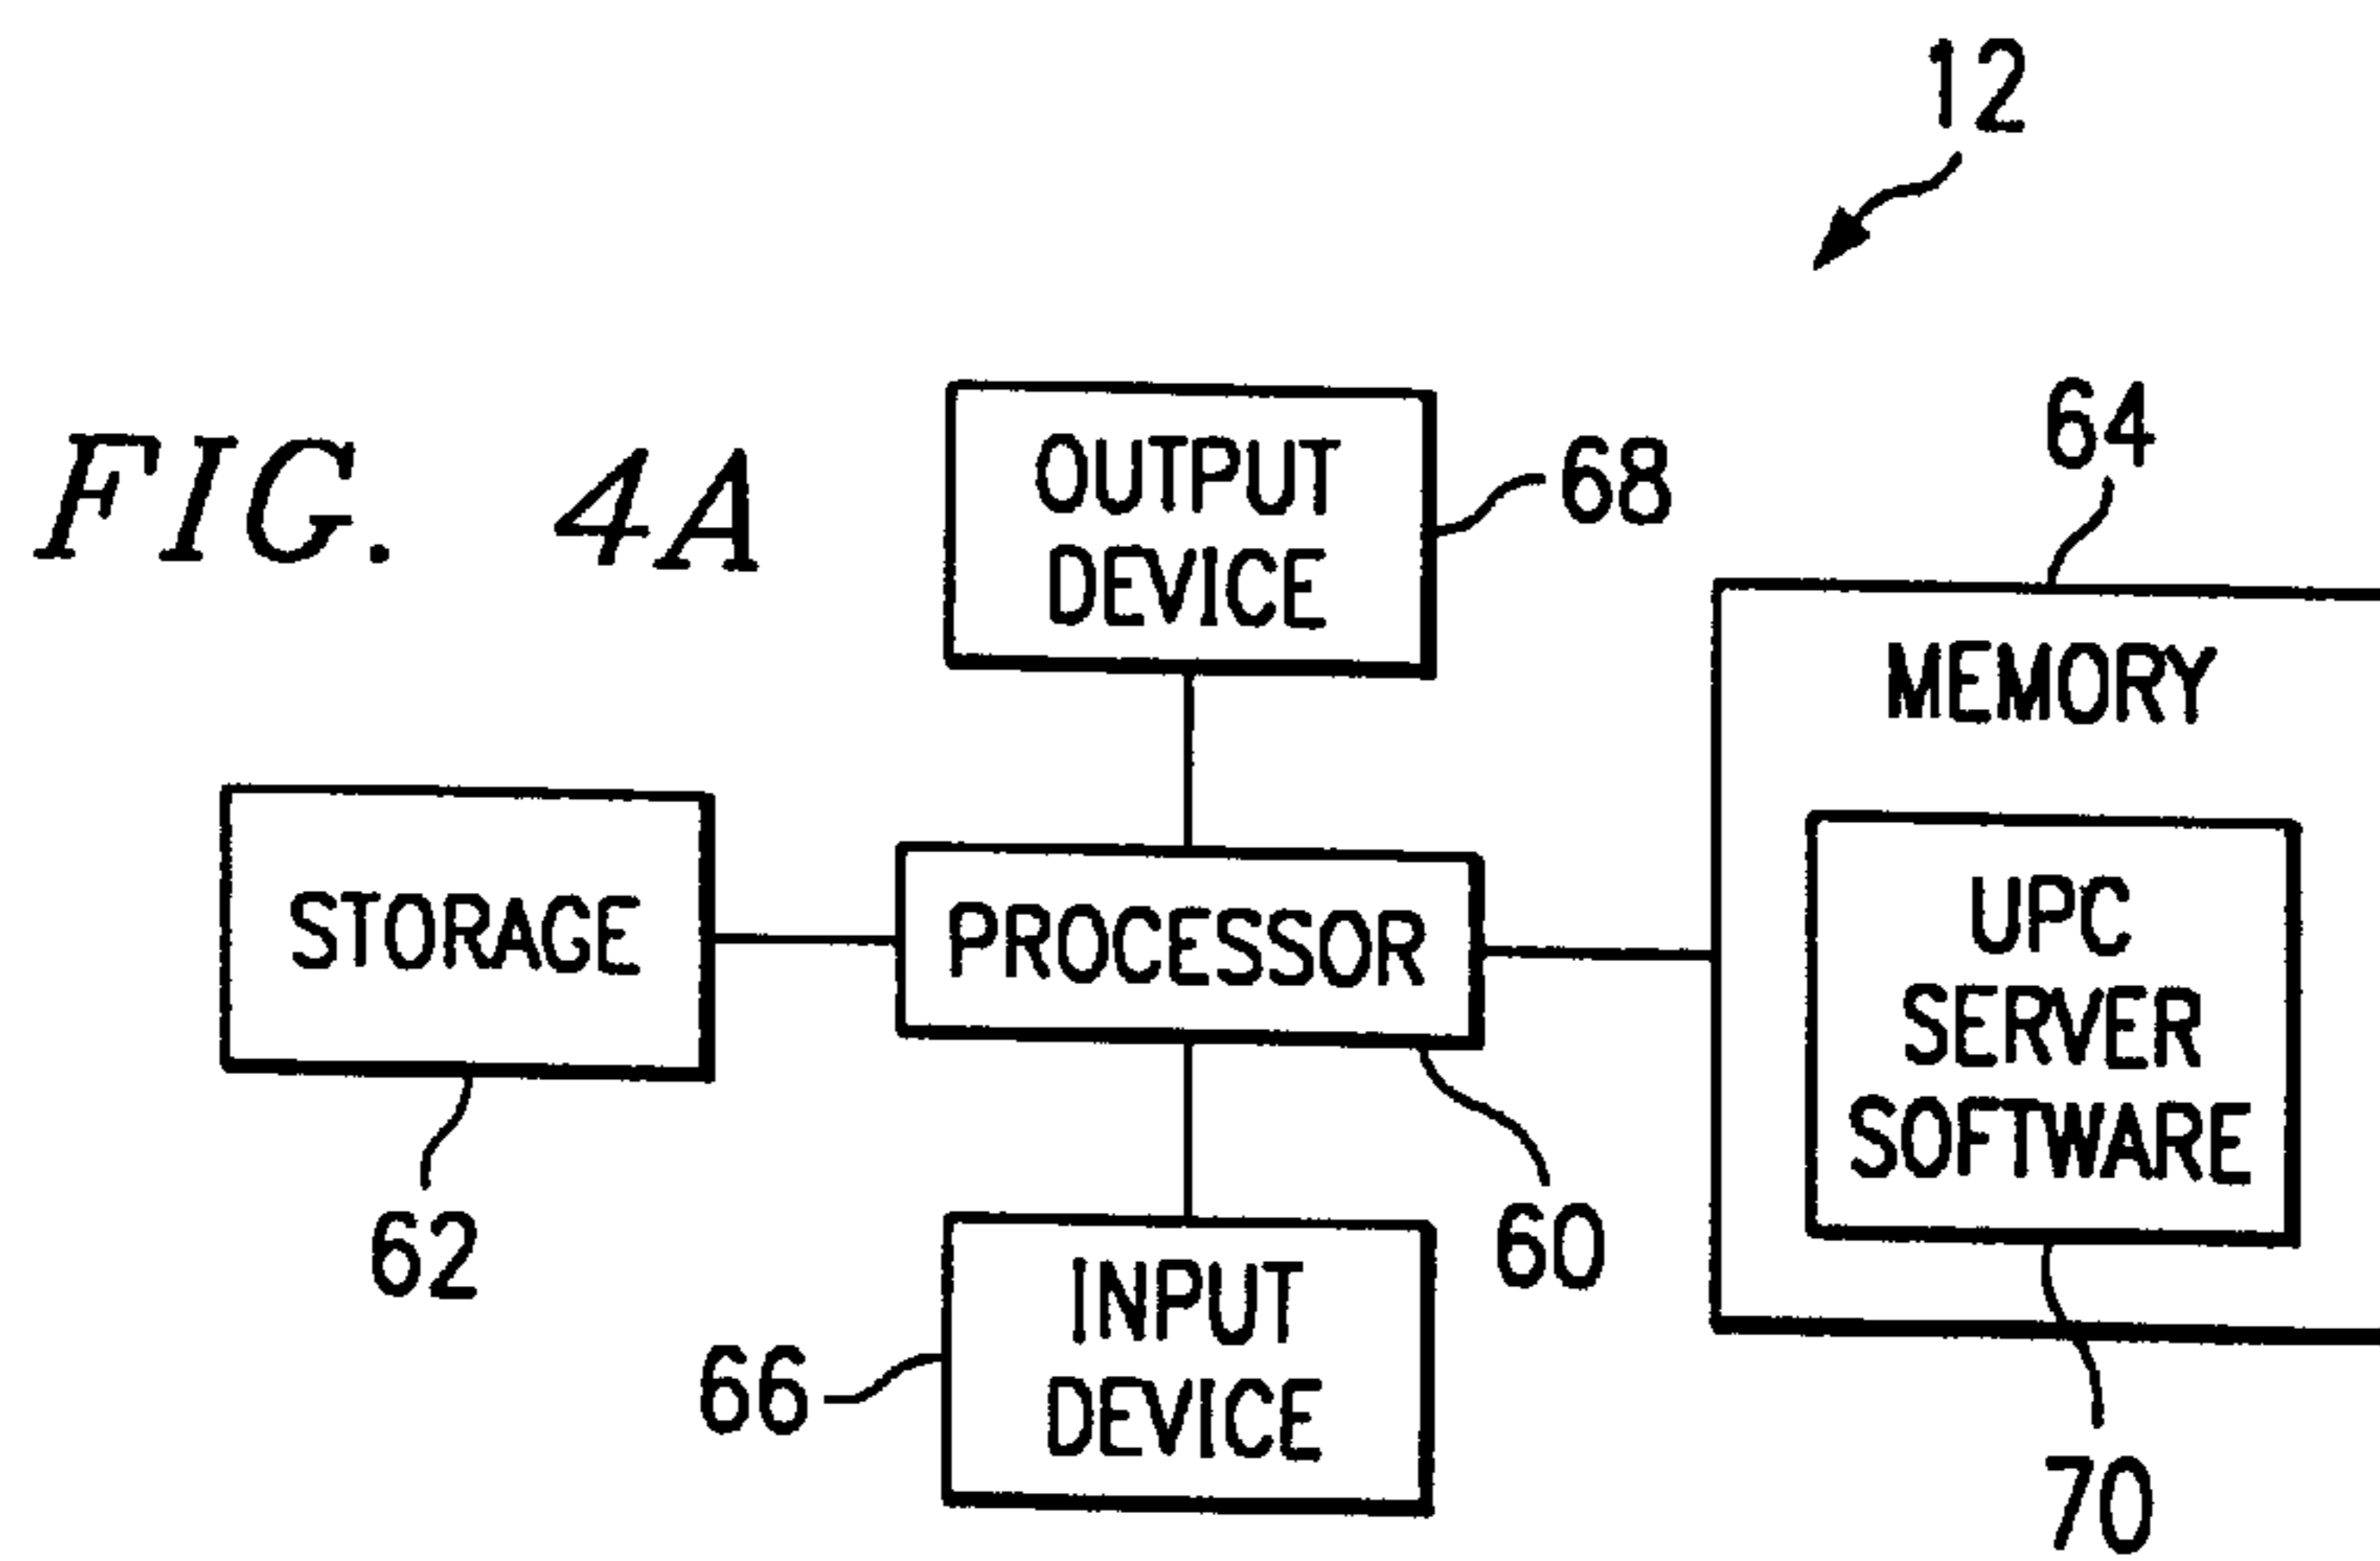 12
FIG. 4A
OUTPUT
DEVICE
68
64
MEMORY
STORAGE
PROCESSOR
UPC
SERVER
SOFTWARE
62
60
INPUT
DEVICE
66
70